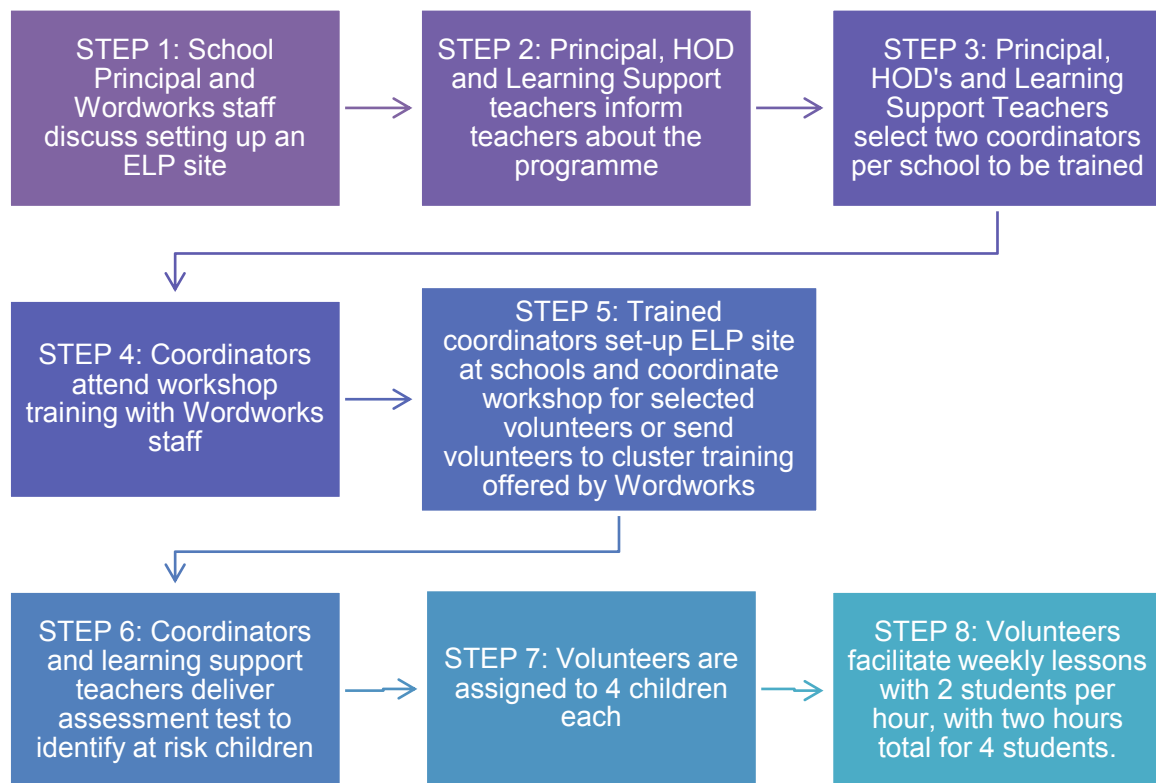 STEP 1: School
Principal and
Wordworks staff
discuss setting up an
ELP site
STEP 2: Principal, HOD
and Learning Support
teachers inform
teachers about the
programme
STEP 3: Principal,
HOD's and Learning
Support Teachers
select two coordinators
per school to be trained
STEP 4: Coordinators
attend workshop
training with Wordworks
staff
STEP 5: Trained
coordinators set-up ELP site
at schools and coordinate
workshop for selected
volunteers or send
volunteers to cluster training
offered by Wordworks
STEP 6: Coordinators
and learning support
teachers deliver
assessment test to
identify at risk children
STEP 7: Volunteers are
assigned to 4 children
each
STEP 8: Volunteers
facilitate weekly lessons
with 2 students per
hour, with two hours
total for 4 students.